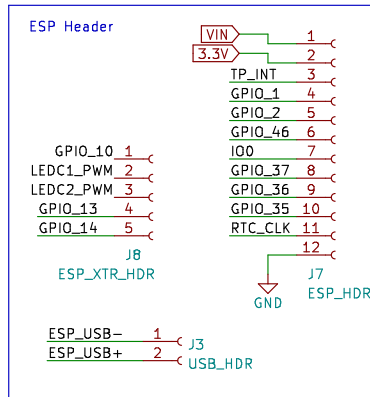 ESP Header
VIN 1
3.3V 2
TP_INT 3
GPIO_1 4
GPIO_2 5
GPIO_46 6
IO0 7
GPIO_37 8
GPIO_36 9
GPIO_35 10
RTC_CLK 11
12
GND
J7
ESP_HDR
GPIO_10 1
LEDC1_PWM 2
LEDC2_PWM 3
GPIO_13 4
GPIO_14 5
J8
ESP_XTR_HDR
ESP_USB- 1
ESP_USB+ 2
J3
USB_HDR